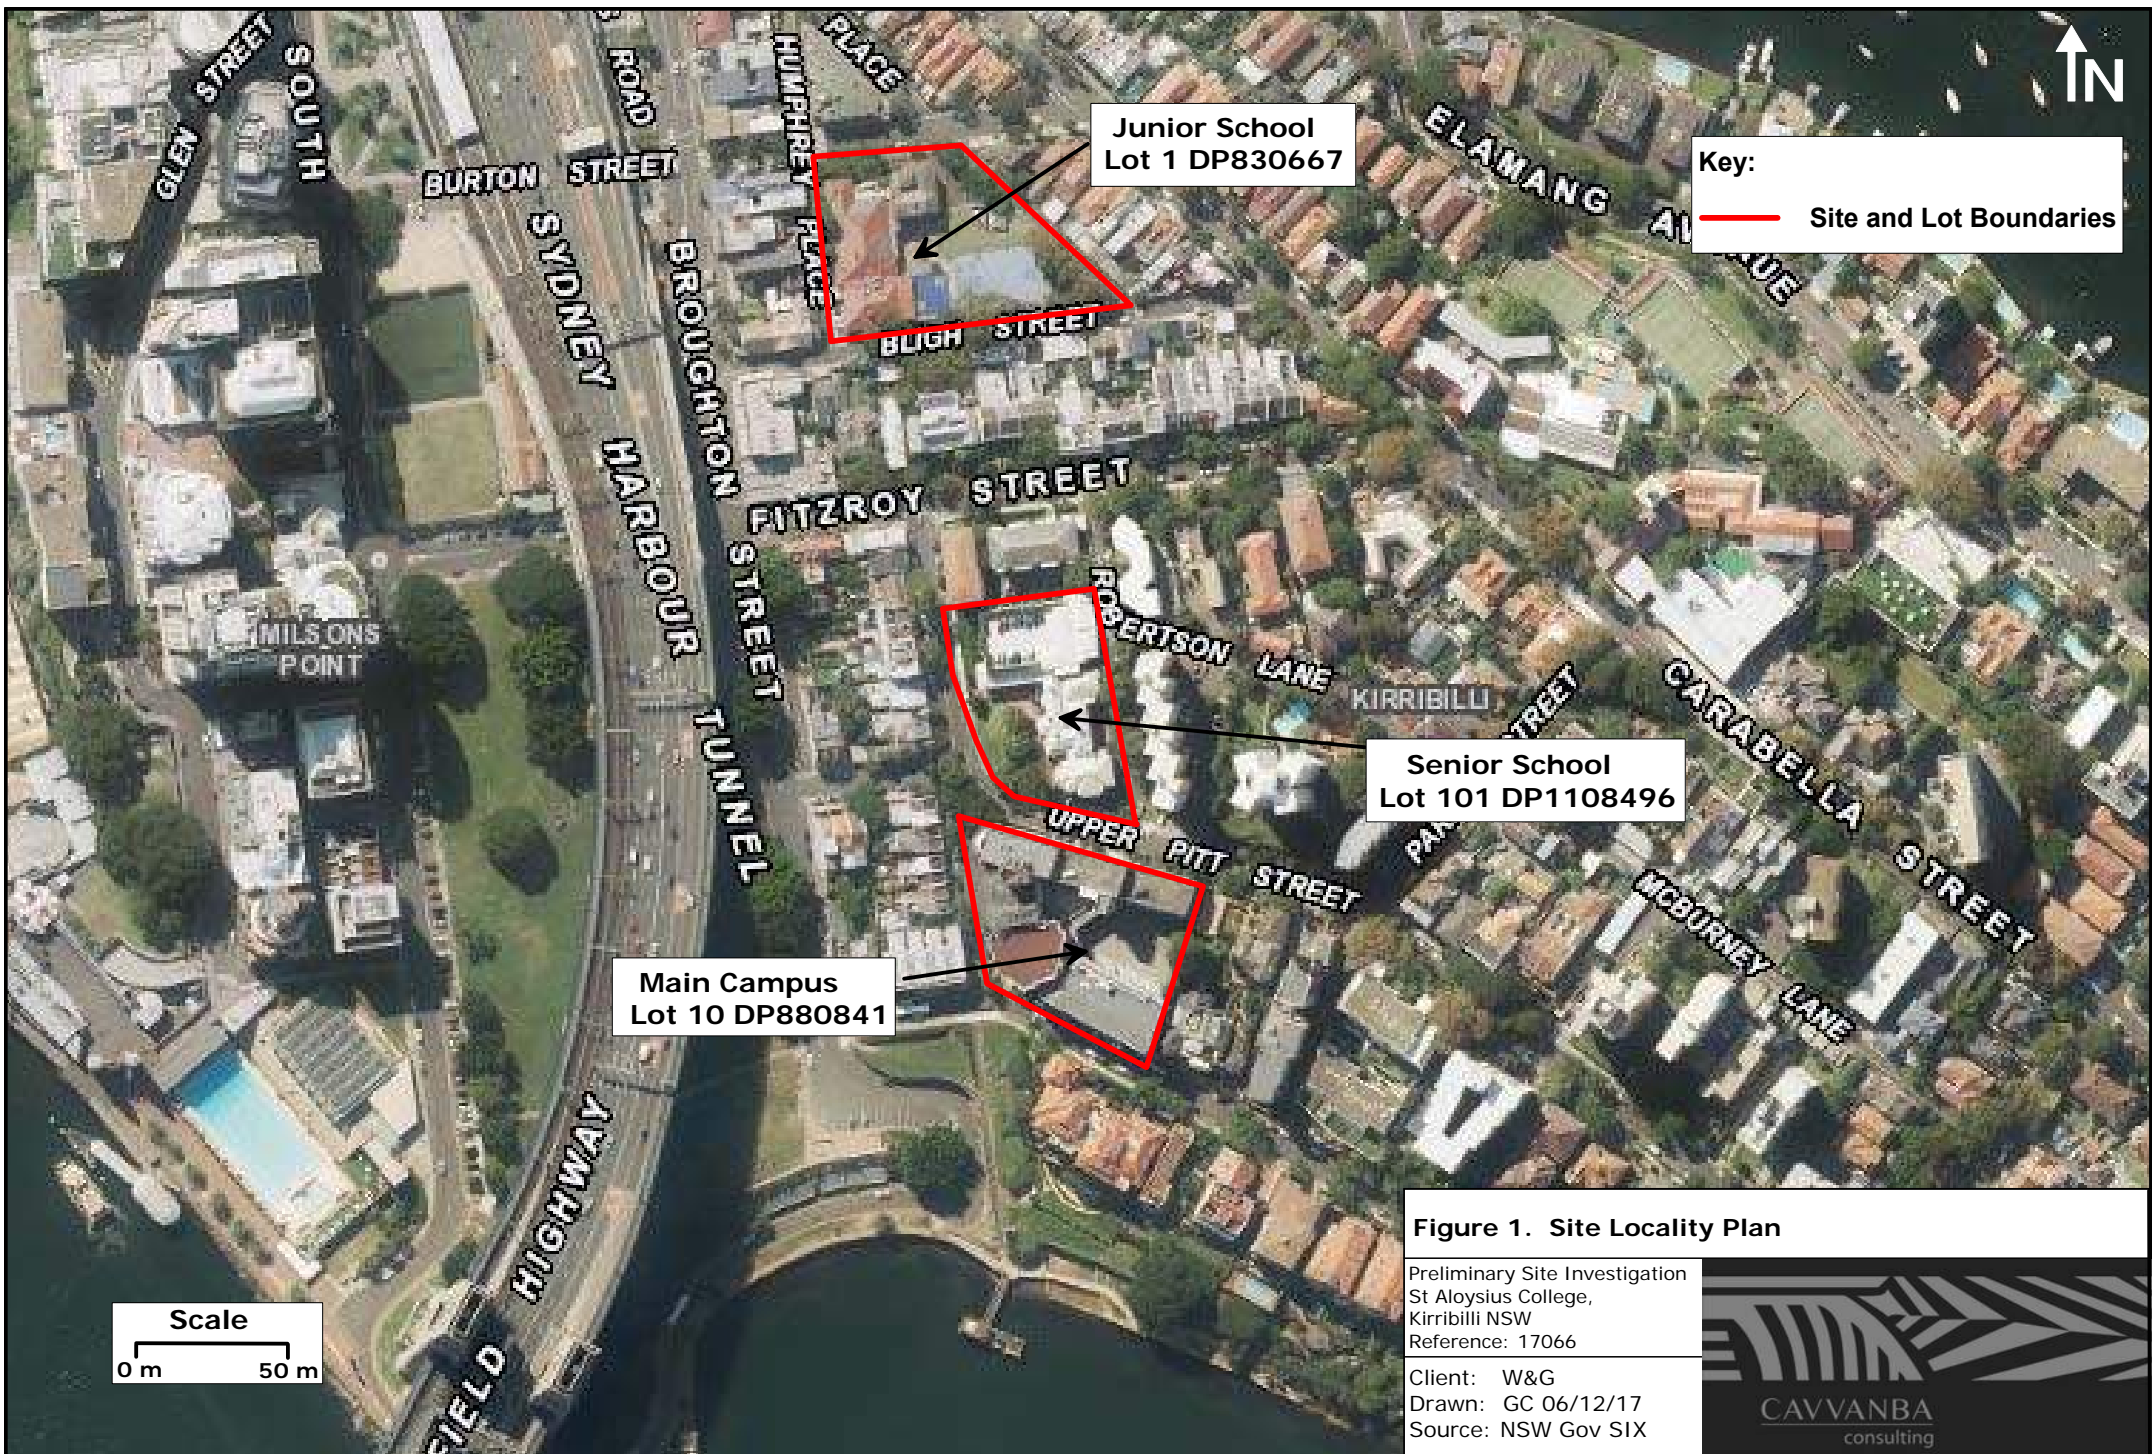 GLEN STREET
SOUTH
ROAD
HUMPHREY PLACE
PLACE
BURTON STREET
SYDNEY HARBOUR TUNNEL
BROUGHTON STREET
Junior School
Lot 1 DP830667
ELAMANG
N
Key:
Site and Lot Boundaries
BLIGH STREET
FITZROY STREET
MILSONS
POINT
ROBERTSON LANE
KIRRIBILLI
STREET
CARABELLA STREET
Senior School
Lot 101 DP1108496
UPPER PITT STREET
MCBURNEY LANE
Main Campus
Lot 10 DP880841
HIGHWAY
FIELD
Scale
0 m 50 m
Figure 1. Site Locality Plan
Preliminary Site Investigation
St Aloysius College,
Kirribilli NSW
Reference: 17066
Client: W&G
Drawn: GC 06/12/17
Source: NSW Gov SIX
CAVVANBA
consulting